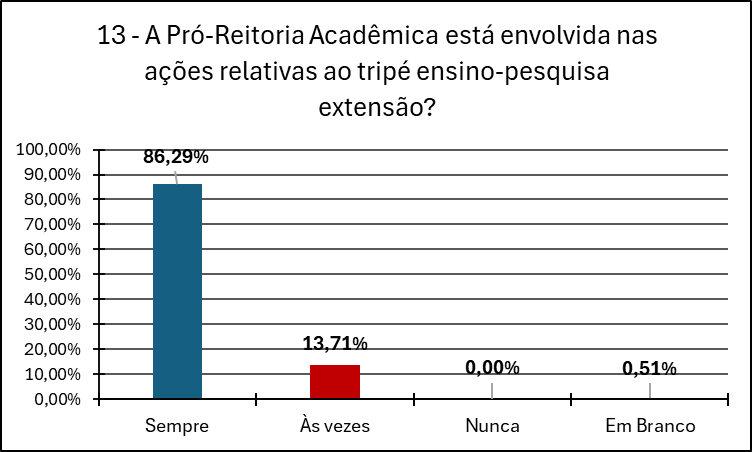 13 - A Pró-Reitoria Acadêmica está envolvida nas
ações relativas ao tripé ensino-pesquisa
extensão?
100,00%
90,00%
80,00%
70,00%
60,00%
50,00%
40,00%
30,00%
20,00%
10,00%
0,00%
86,29%
13,71%
0,00%
0,51%
Sempre
Às vezes
Nunca
Em Branco